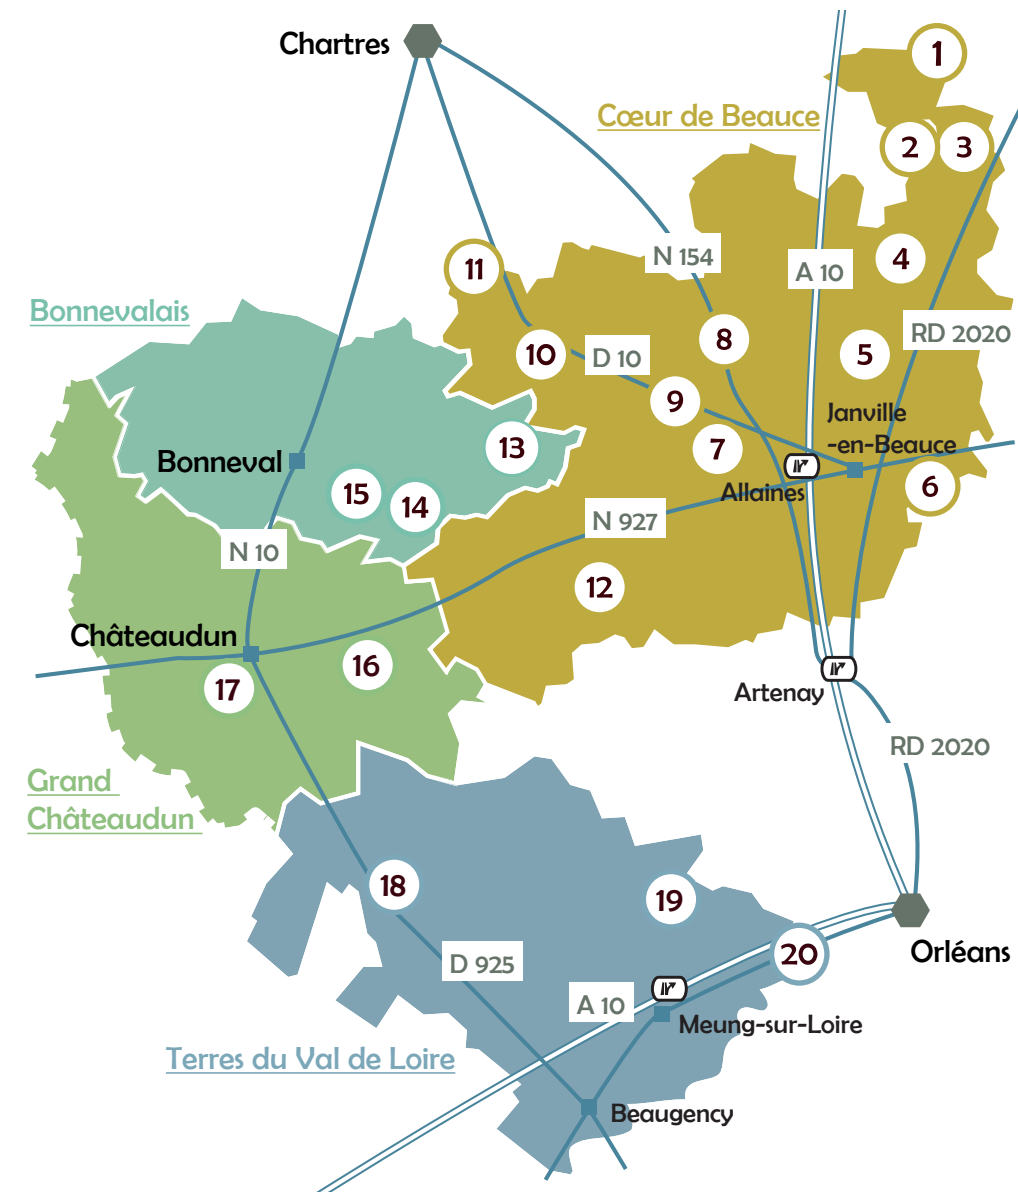 Chartres
1
Cœur de Beauce
2
3
N 154
A 10
4
11
Bonnevalais
RD 2020
8
10
D 10
5
9
Janville
-en-Beauce
13
7
Bonneval
15
14
Allaines
6
N 927
N 10
12
Châteaudun
16
17
Artenay
RD 2020
Grand
Châteaudun
18
19
20
Orléans
D 925
A 10
Meung-sur-Loire
Terres du Val de Loire
Beaugency